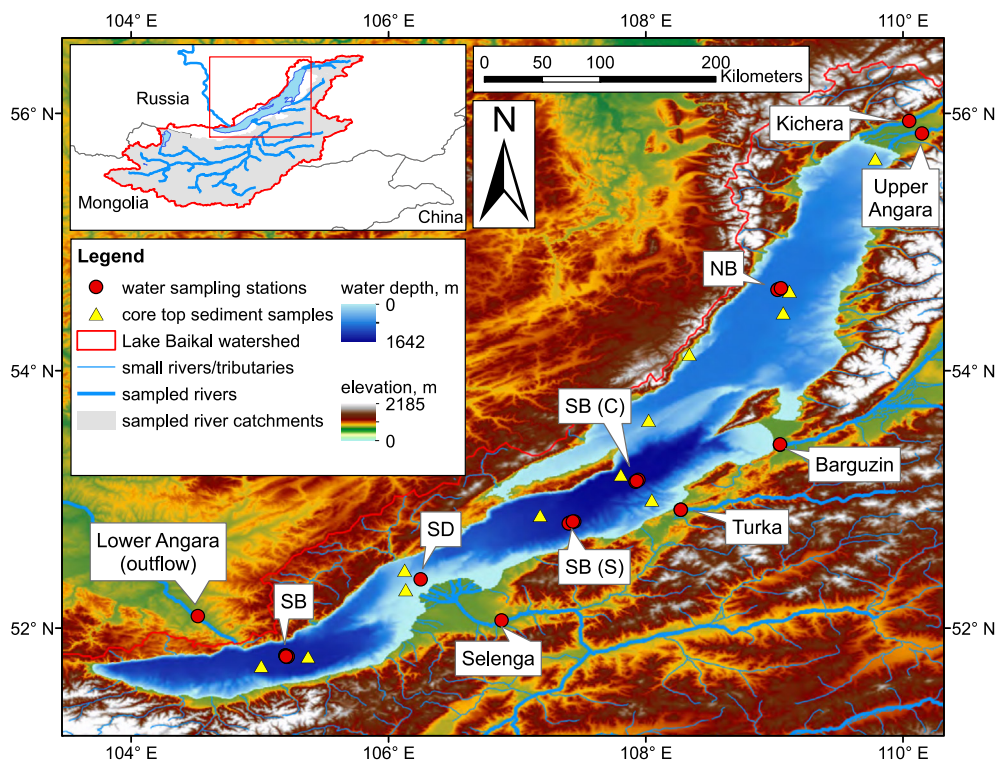 104° E
106° E
108° E
110° E
Russia
Mongolia
China
0
50
100
200
Kilometers
N
56° N
56° N
Kichera
Upper
Angara
NB
Legend
water sampling stations
core top sediment samples
Lake Baikal watershed
small rivers/tributaries
sampled rivers
sampled river catchments
water depth, m
0
1642
elevation, m
2185
0
54° N
54° N
SB (C)
Barguzin
Turka
SD
SB (S)
Lower Angara
(outflow)
SB
Selenga
52° N
52° N
104° E
106° E
108° E
110° E